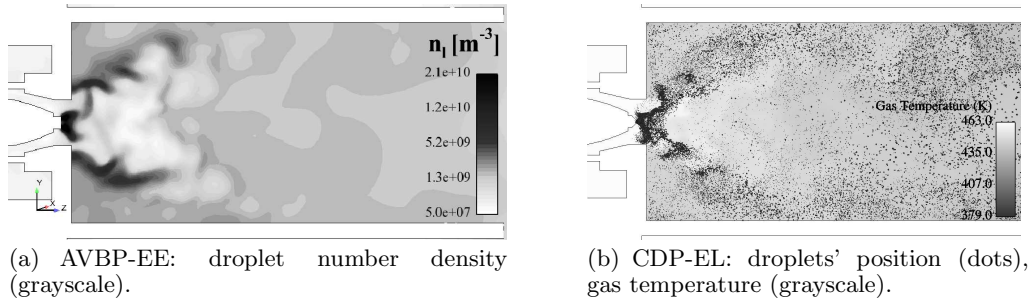 n_l [m^-3]
2.1e+10
1.2e+10
5.2e+09
1.3e+09
5.0e+07
Y
X
Z
(a) AVBP-EE: droplet number density
(grayscale).
Gas Temperature (K)
463.0
435.0
407.0
379.0
(b) CDP-EL: droplets' position (dots),
gas temperature (grayscale).